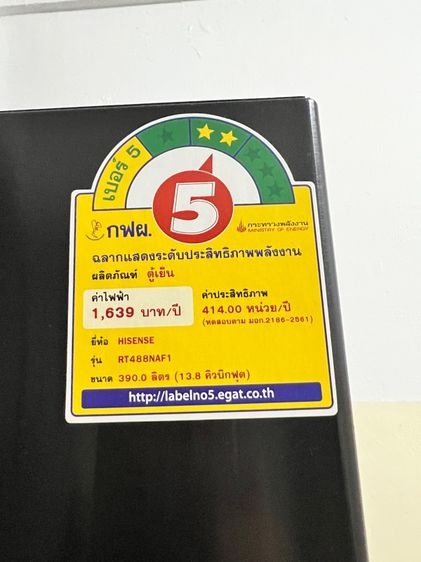 เบอร์ 5
5
กฟผ.
กระทรวงพลังงาน
MINISTRY OF ENERGY
ฉลากแสดงระดับประสิทธิภาพพลังงาน
ผลิตภัณฑ์ ตู้เย็น
ค่าไฟฟ้า
1,639 บาท/ปี
ค่าประสิทธิภาพ
414.00 หน่วย/ปี
(ทดสอบตาม มอก.2186-2561)
ยี่ห้อ HISENSE
รุ่น RT488NAF1
ขนาด 390.0 ลิตร (13.8 คิวบิกฟุต)
http://labelno5.egat.co.th